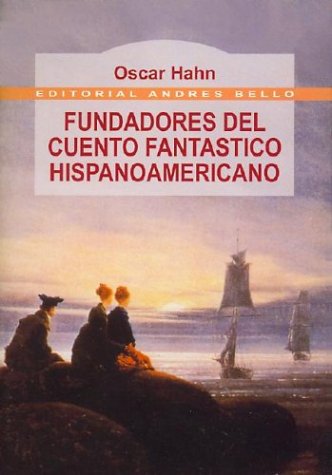 Oscar Hahn
EDITORIAL ANDRES BELLO
FUNDADORES DEL
CUENTO FANTASTICO
HISPANOAMERICANO